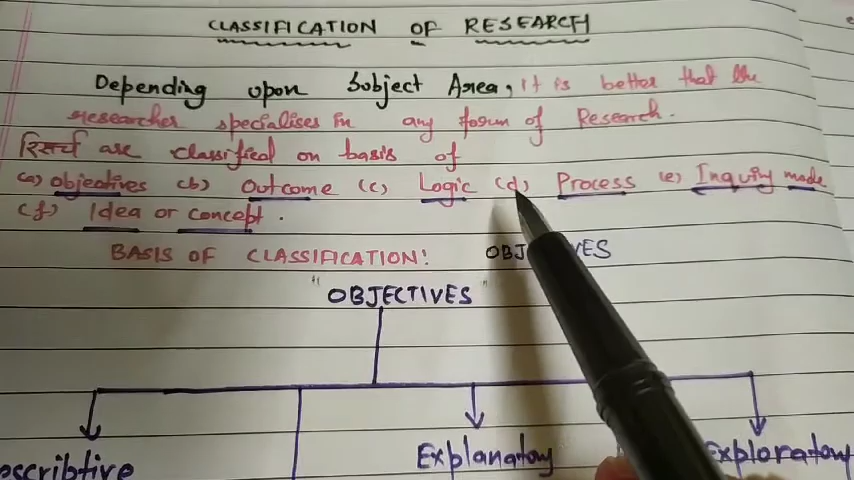 CLASSIFICATION OF RESEARCH
Depending upon Subject Area, it is better that the
researcher specialises in any form of Research.
रिसर्च are classified on basis of
(a) objectives (b) Outcome (c) Logic (d) Process (e) Inquiry mode
(f) Idea or concept.
BASIS OF CLASSIFICATION:
"OBJECTIVES"
Explanatory Exploratory